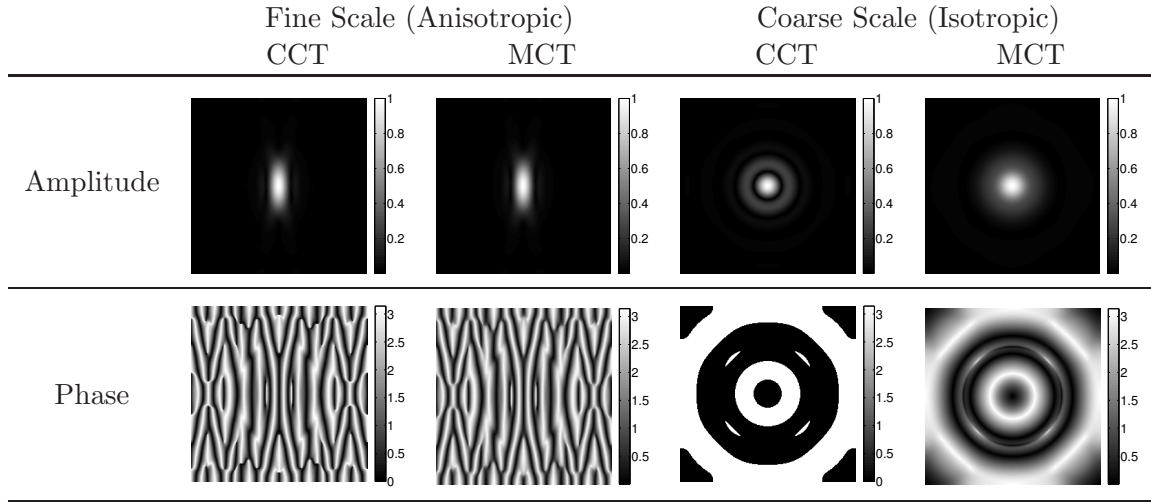 Fine Scale (Anisotropic) Coarse Scale (Isotropic)
CCT MCT CCT MCT
Amplitude
1 0.8 0.6 0.4 0.2
1 0.8 0.6 0.4 0.2
1 0.8 0.6 0.4 0.2
1 0.8 0.6 0.4 0.2
Phase
3 2.5 2 1.5 1 0.5 0
3 2.5 2 1.5 1 0.5
3 2.5 2 1.5 1 0.5 0
3 2.5 2 1.5 1 0.5